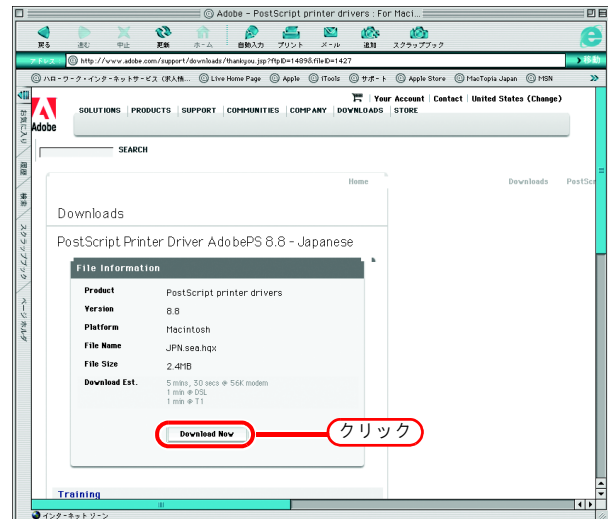 Adobe - PostScript printer drivers : For Maci...
戻る 進む 中止 更新 ホーム 自動入力 プリント メール 追加 スクラップブック
アドレス http://www.adobe.com/support/downloads/thankyou.jsp?ftpID=1489&fileID=1427 移動
ハローワーク・インターネットサービス (求人情... Live Home Page Apple iTools サポート Apple Store MacTopia Japan MSN
お気に入り
履歴
検索
スクラップブック
ページ ホルダ
Adobe
Your Account | Contact | United States (Change)
SOLUTIONS PRODUCTS SUPPORT COMMUNITIES COMPANY DOWNLOADS STORE
SEARCH
Home Downloads PostScr
Downloads
PostScript Printer Driver AdobePS 8.8 - Japanese
File Information
Product PostScript printer drivers
Version 8.8
Platform Macintosh
File Name JPN.sea.hqx
File Size 2.4MB
Download Est. 5 mins, 30 secs @ 56K modem
1 min @ DSL
1 min @ T1
Download Now
クリック
Training
インターネット ゾーン